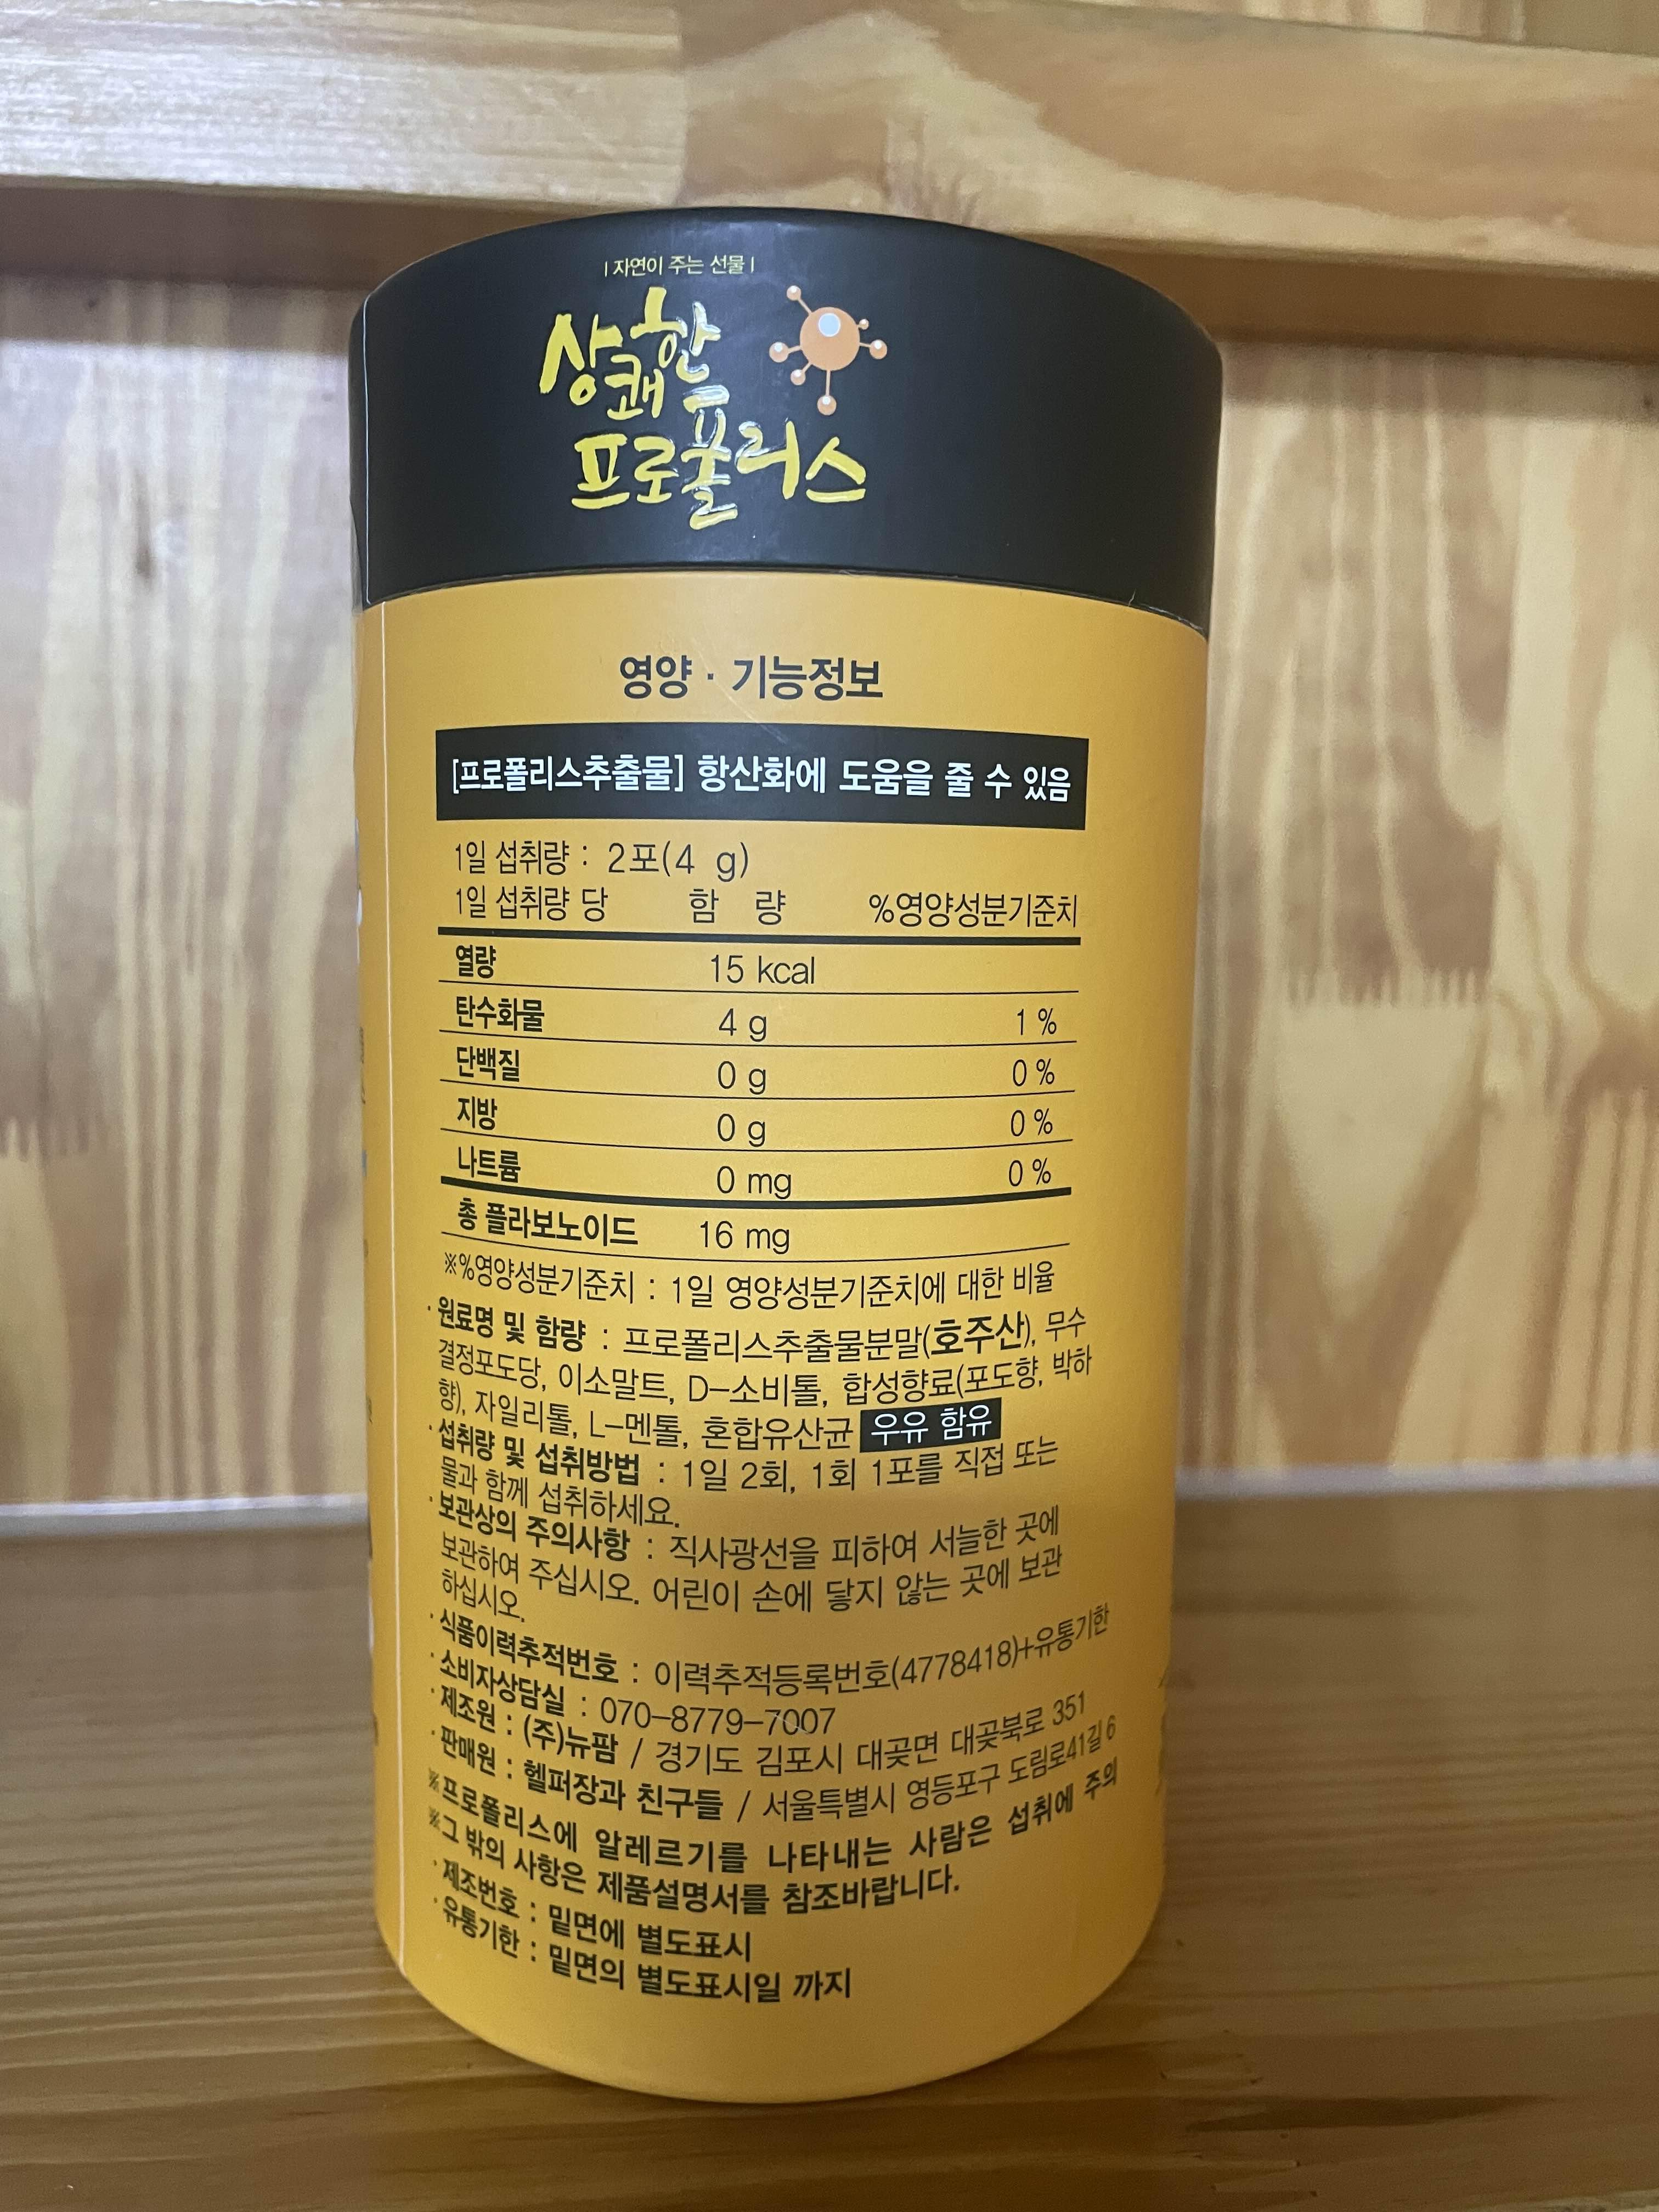 | 자연이 주는 선물 |
상쾌한
프로폴리스
영양 · 기능정보
[프로폴리스추출물] 항산화에 도움을 줄 수 있음
1일 섭취량 : 2포(4 g)
1일 섭취량 당 함 량 %영양성분기준치
열량 15 kcal
탄수화물 4 g 1 %
단백질 0 g 0 %
지방 0 g 0 %
나트륨 0 mg 0 %
총 플라보노이드 16 mg
※%영양성분기준치 : 1일 영양성분기준치에 대한 비율
· 원료명 및 함량 : 프로폴리스추출물분말(호주산), 무수
결정포도당, 이소말트, D-소비톨, 합성향료(포도향, 박하
향), 자일리톨, L-멘톨, 혼합유산균 우유 함유
· 섭취량 및 섭취방법 : 1일 2회, 1회 1포를 직접 또는
물과 함께 섭취하세요.
· 보관상의 주의사항 : 직사광선을 피하여 서늘한 곳에
보관하여 주십시오. 어린이 손에 닿지 않는 곳에 보관
하십시오.
· 식품이력추적번호 : 이력추적등록번호(4778418)+유통기한
· 소비자상담실 : 070-8779-7007
· 제조원 : (주)뉴팜 / 경기도 김포시 대곶면 대곶북로 351
· 판매원 : 헬퍼장과 친구들 / 서울특별시 영등포구 도림로41길 6
※프로폴리스에 알레르기를 나타내는 사람은 섭취에 주의
※그 밖의 사항은 제품설명서를 참조바랍니다.
· 제조번호 : 밑면에 별도표시
· 유통기한 : 밑면의 별도표시일 까지